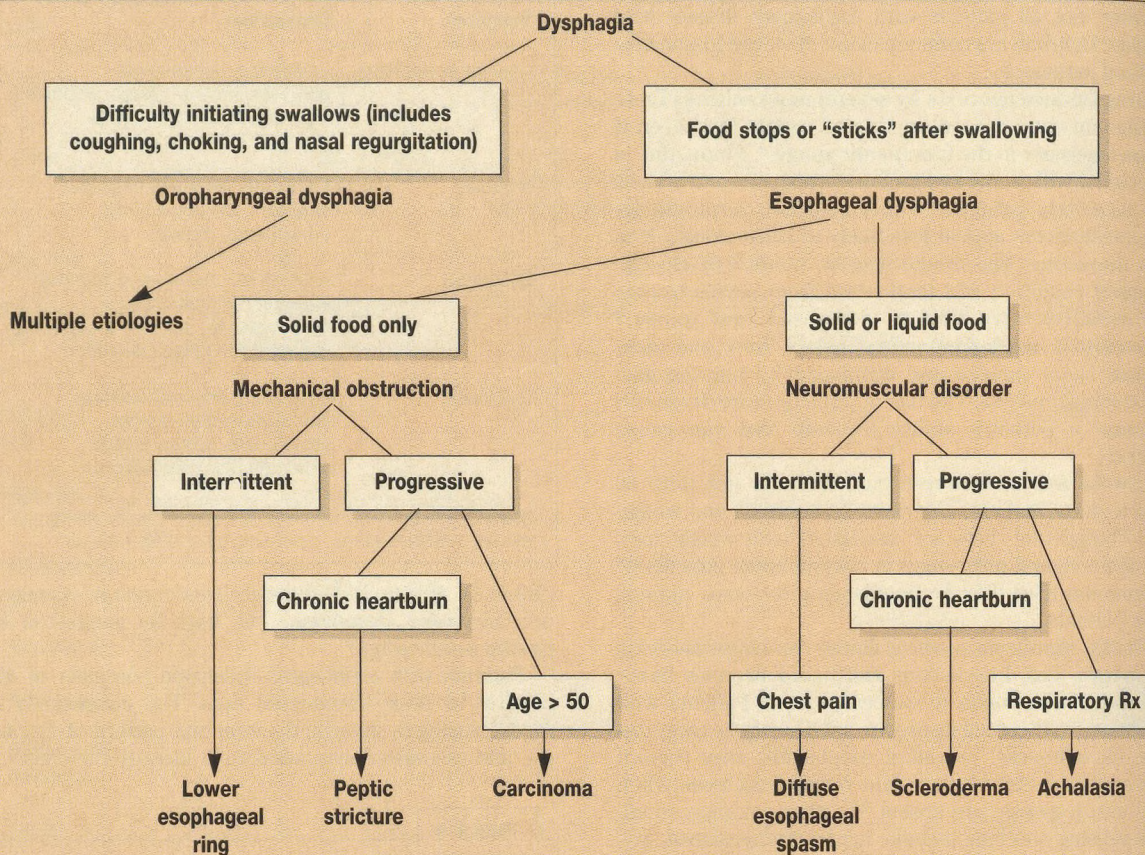 Dysphagia
Difficulty initiating swallows (includes
coughing, choking, and nasal regurgitation)
Food stops or “sticks” after swallowing
Oropharyngeal dysphagia
Esophageal dysphagia
Multiple etiologies
Solid food only
Solid or liquid food
Mechanical obstruction
Neuromuscular disorder
Intermittent
Progressive
Intermittent
Progressive
Chronic heartburn
Chronic heartburn
Age > 50
Chest pain
Respiratory Rx
Lower
esophageal
ring
Peptic
stricture
Carcinoma
Diffuse
esophageal
spasm
Scleroderma
Achalasia